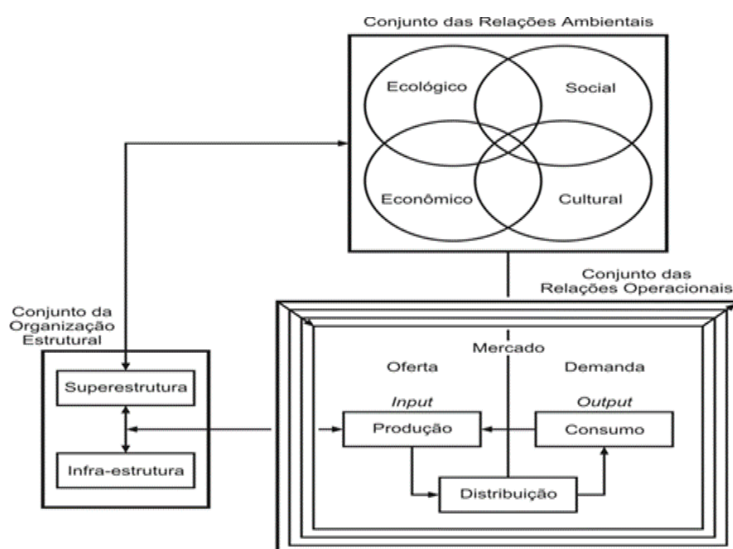 Conjunto das Relações Ambientais
Ecológico
Social
Econômico
Cultural
Conjunto das
Relações Operacionais
Conjunto da
Organização
Estrutural
Superestrutura
Infra-estrutura
Mercado
Oferta
Demanda
Input
Output
Produção
Consumo
Distribuição